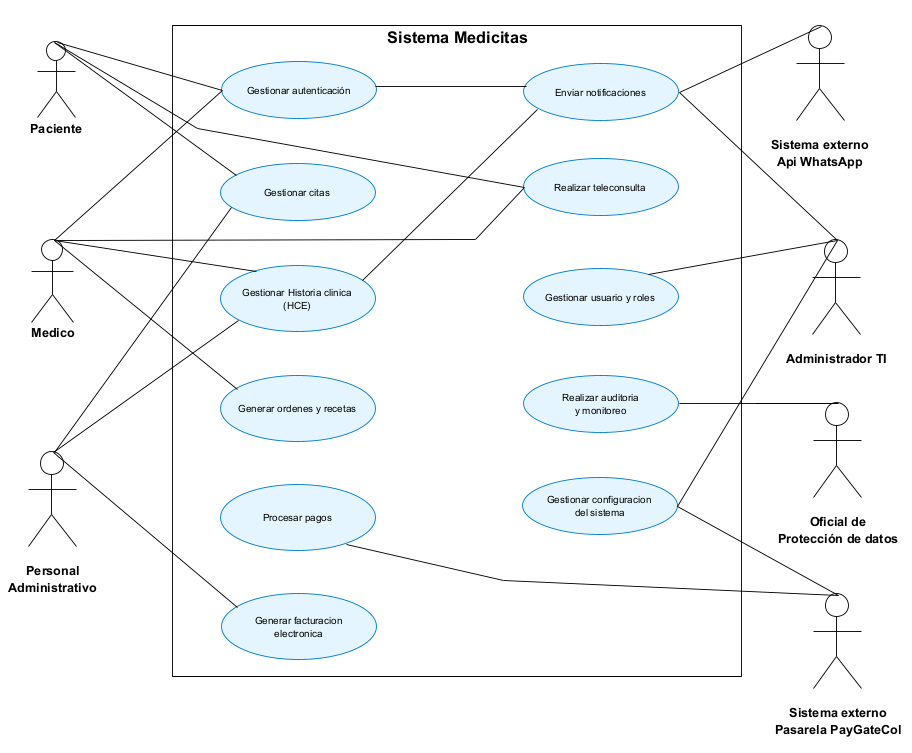 Sistema Medicitas
Paciente
Medico
Personal
Administrativo
Gestionar autenticación
Gestionar citas
Gestionar Historia clinica
(HCE)
Generar ordenes y recetas
Procesar pagos
Generar facturacion
electronica
Enviar notificaciones
Realizar teleconsulta
Gestionar usuario y roles
Realizar auditoria
y monitoreo
Gestionar configuracion
del sistema
Sistema externo
Api WhatsApp
Administrador TI
Oficial de
Protección de datos
Sistema externo
Pasarela PayGateCol